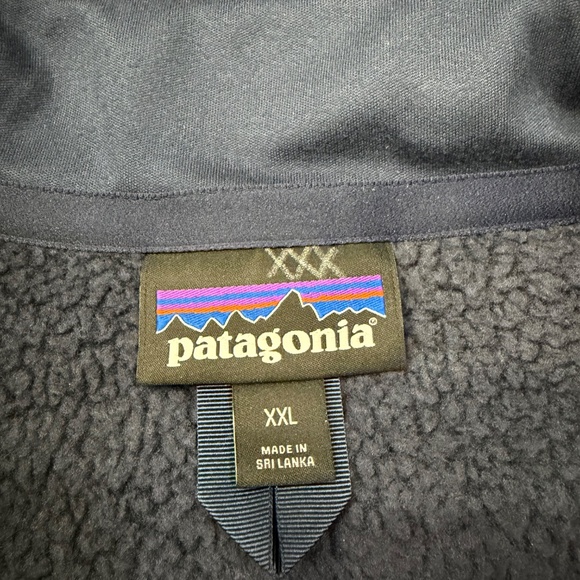 XXX
patagonia®
XXL
MADE IN
SRI LANKA